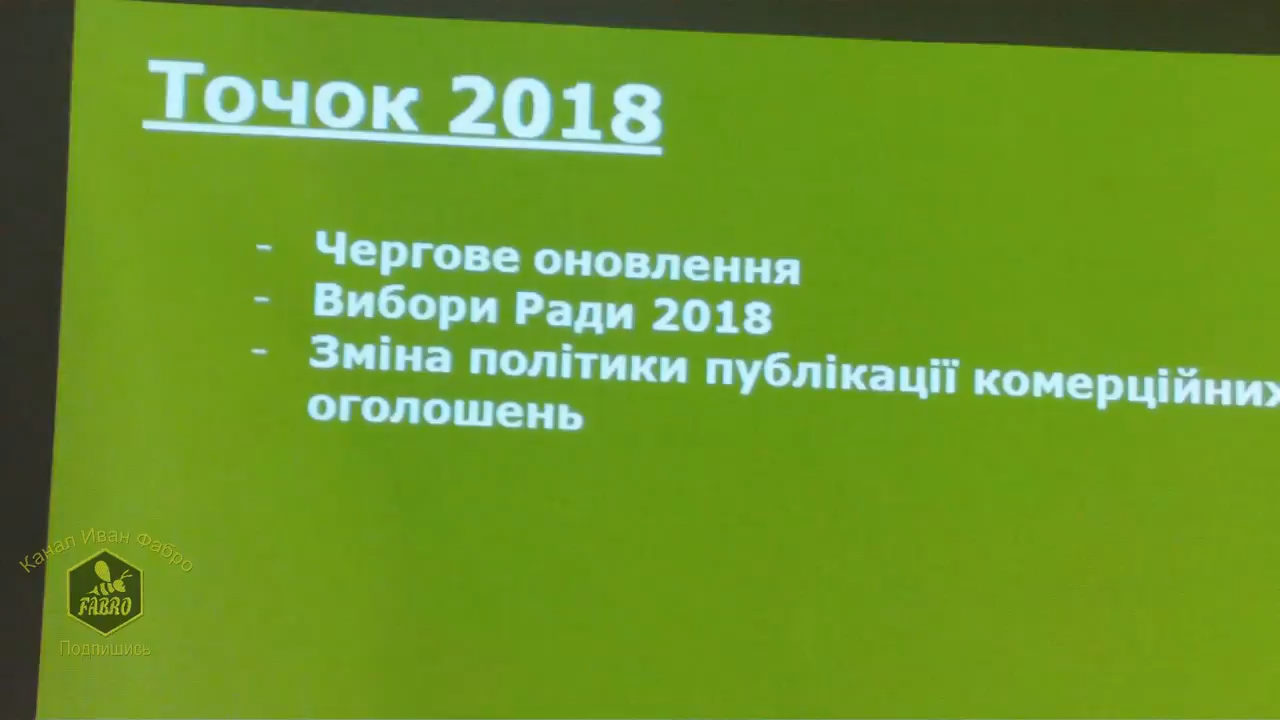 Точок 2018
- Чергове оновлення
- Вибори Ради 2018
- Зміна політики публікації комерційних
оголошень
Канал Иван Фабро
FABRO
Подпишись